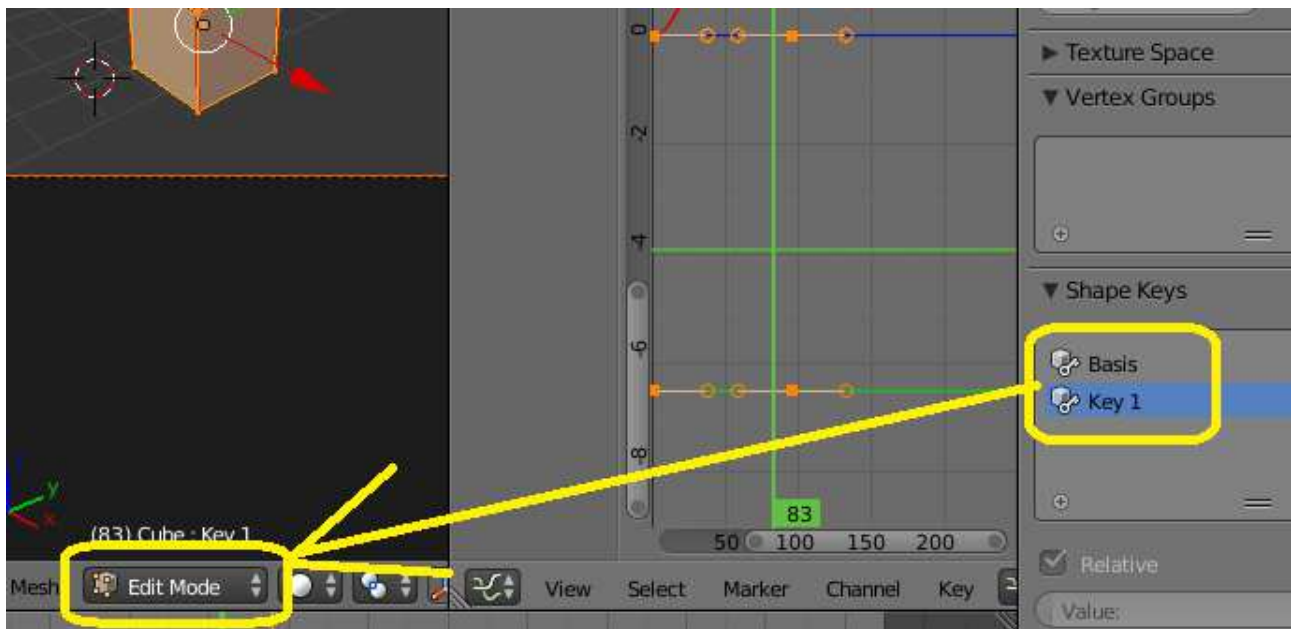 0
-2
-4
-6
-8
83
50 100 150 200
y
x
(83) Cube : Key 1
Mesh
Edit Mode
View
Select
Marker
Channel
Key
Texture Space
Vertex Groups
Shape Keys
Basis
Key 1
Relative
Value: